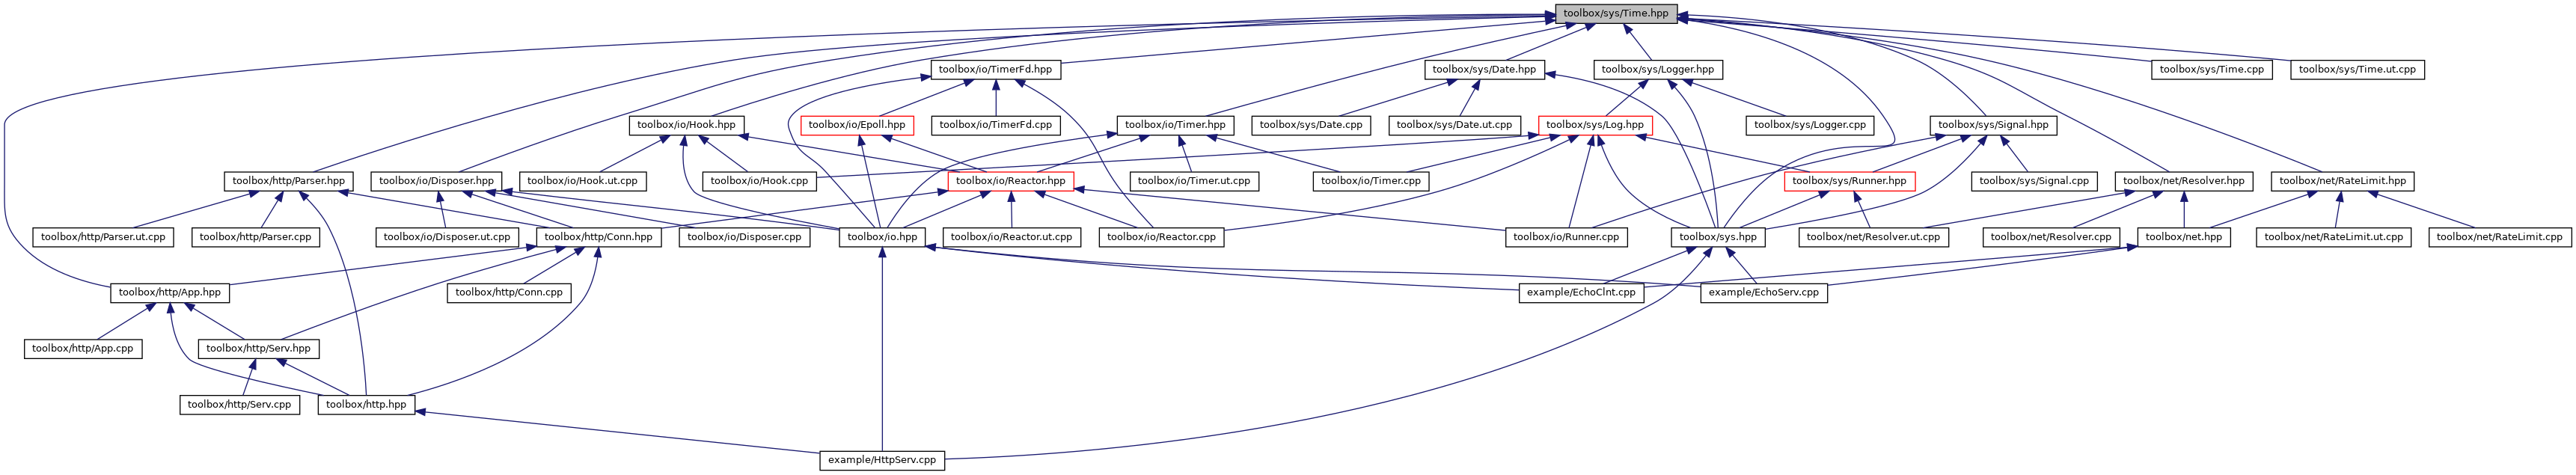 toolbox/sys/Time.hpp
toolbox/io/TimerFd.hpp
toolbox/sys/Date.hpp
toolbox/sys/Logger.hpp
toolbox/sys/Time.cpp
toolbox/sys/Time.ut.cpp
toolbox/io/Hook.hpp
toolbox/io/Epoll.hpp
toolbox/io/TimerFd.cpp
toolbox/io/Timer.hpp
toolbox/sys/Date.cpp
toolbox/sys/Date.ut.cpp
toolbox/sys/Log.hpp
toolbox/sys/Logger.cpp
toolbox/sys/Signal.hpp
toolbox/http/Parser.hpp
toolbox/io/Disposer.hpp
toolbox/io/Hook.ut.cpp
toolbox/io/Hook.cpp
toolbox/io/Reactor.hpp
toolbox/io/Timer.ut.cpp
toolbox/io/Timer.cpp
toolbox/sys/Runner.hpp
toolbox/sys/Signal.cpp
toolbox/net/Resolver.hpp
toolbox/net/RateLimit.hpp
toolbox/http/Parser.ut.cpp
toolbox/http/Parser.cpp
toolbox/io/Disposer.ut.cpp
toolbox/http/Conn.hpp
toolbox/io/Disposer.cpp
toolbox/io.hpp
toolbox/io/Reactor.ut.cpp
toolbox/io/Reactor.cpp
toolbox/io/Runner.cpp
toolbox/sys.hpp
toolbox/net/Resolver.ut.cpp
toolbox/net/Resolver.cpp
toolbox/net.hpp
toolbox/net/RateLimit.ut.cpp
toolbox/net/RateLimit.cpp
toolbox/http/App.hpp
toolbox/http/Conn.cpp
example/EchoClnt.cpp
example/EchoServ.cpp
toolbox/http/App.cpp
toolbox/http/Serv.hpp
toolbox/http/Serv.cpp
toolbox/http.hpp
example/HttpServ.cpp